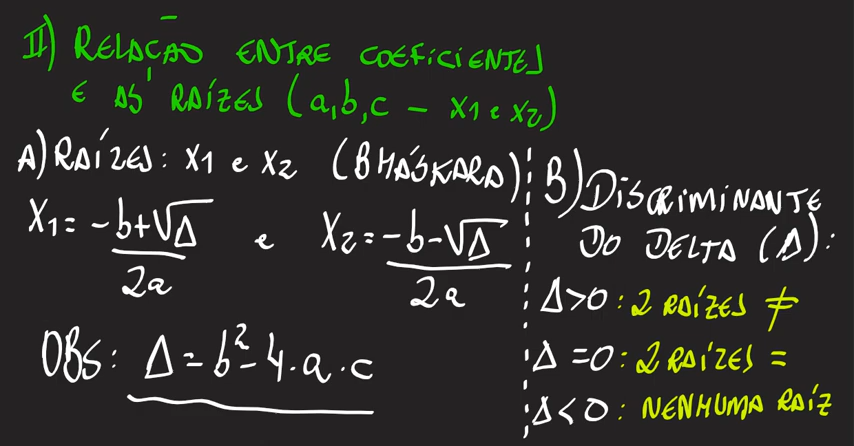 II) RELAÇÃO ENTRE COEFICIENTES
E AS RAÍZES (a,b,c - x1 e x2)
A) RAÍZES: x1 e x2 (BHÁSKARA)
x1 = -b+√Δ / 2a e x2 = -b-√Δ / 2a
OBS: Δ = b² - 4.a.c
B) DISCRIMINANTE
DO DELTA (Δ):
Δ>0: 2 RAÍZES ≠
Δ=0: 2 RAÍZES =
Δ<0: NENHUMA RAÍZ